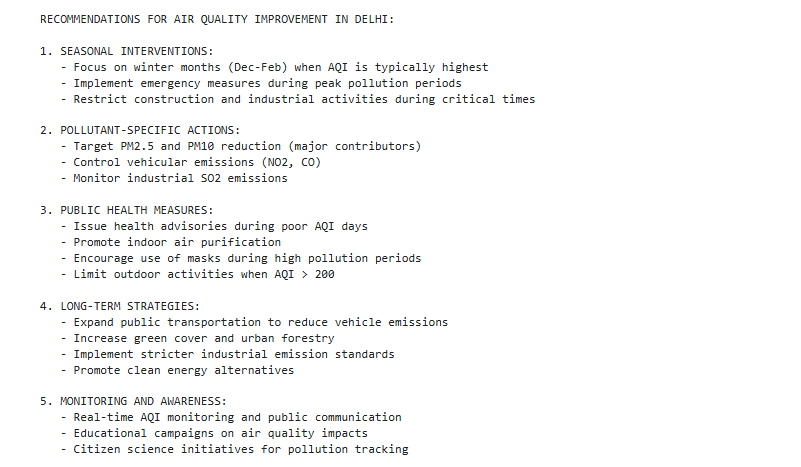 RECOMMENDATIONS FOR AIR QUALITY IMPROVEMENT IN DELHI:
1. SEASONAL INTERVENTIONS:
- Focus on winter months (Dec-Feb) when AQI is typically highest
- Implement emergency measures during peak pollution periods
- Restrict construction and industrial activities during critical times
2. POLLUTANT-SPECIFIC ACTIONS:
- Target PM2.5 and PM10 reduction (major contributors)
- Control vehicular emissions (NO2, CO)
- Monitor industrial SO2 emissions
3. PUBLIC HEALTH MEASURES:
- Issue health advisories during poor AQI days
- Promote indoor air purification
- Encourage use of masks during high pollution periods
- Limit outdoor activities when AQI > 200
4. LONG-TERM STRATEGIES:
- Expand public transportation to reduce vehicle emissions
- Increase green cover and urban forestry
- Implement stricter industrial emission standards
- Promote clean energy alternatives
5. MONITORING AND AWARENESS:
- Real-time AQI monitoring and public communication
- Educational campaigns on air quality impacts
- Citizen science initiatives for pollution tracking